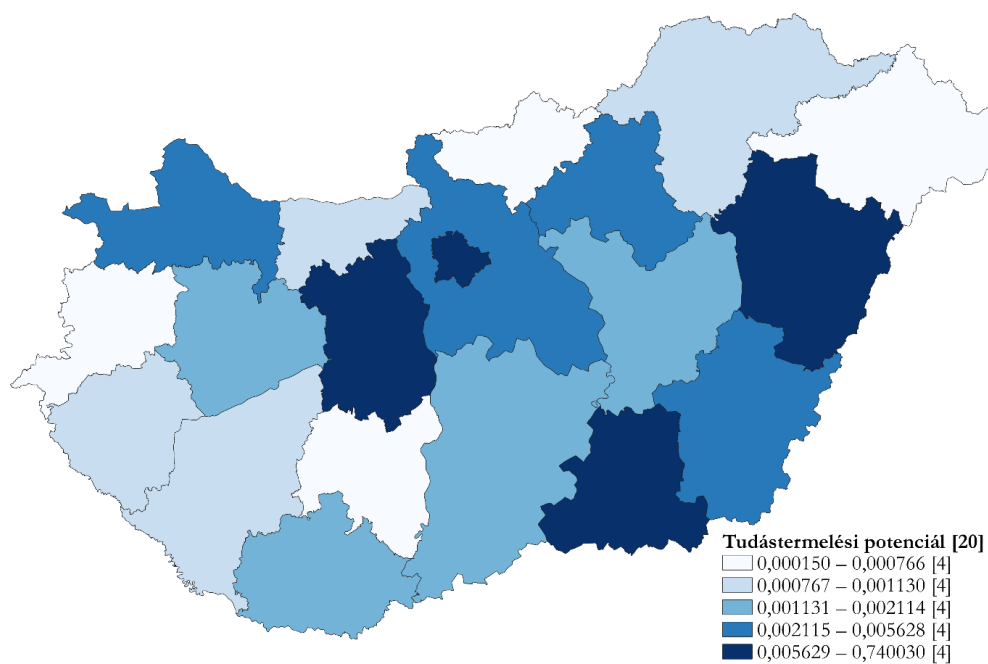 Tudástermelési potenciál [20]
0,000150 – 0,000766 [4]
0,000767 – 0,001130 [4]
0,001131 – 0,002114 [4]
0,002115 – 0,005628 [4]
0,005629 – 0,740030 [4]